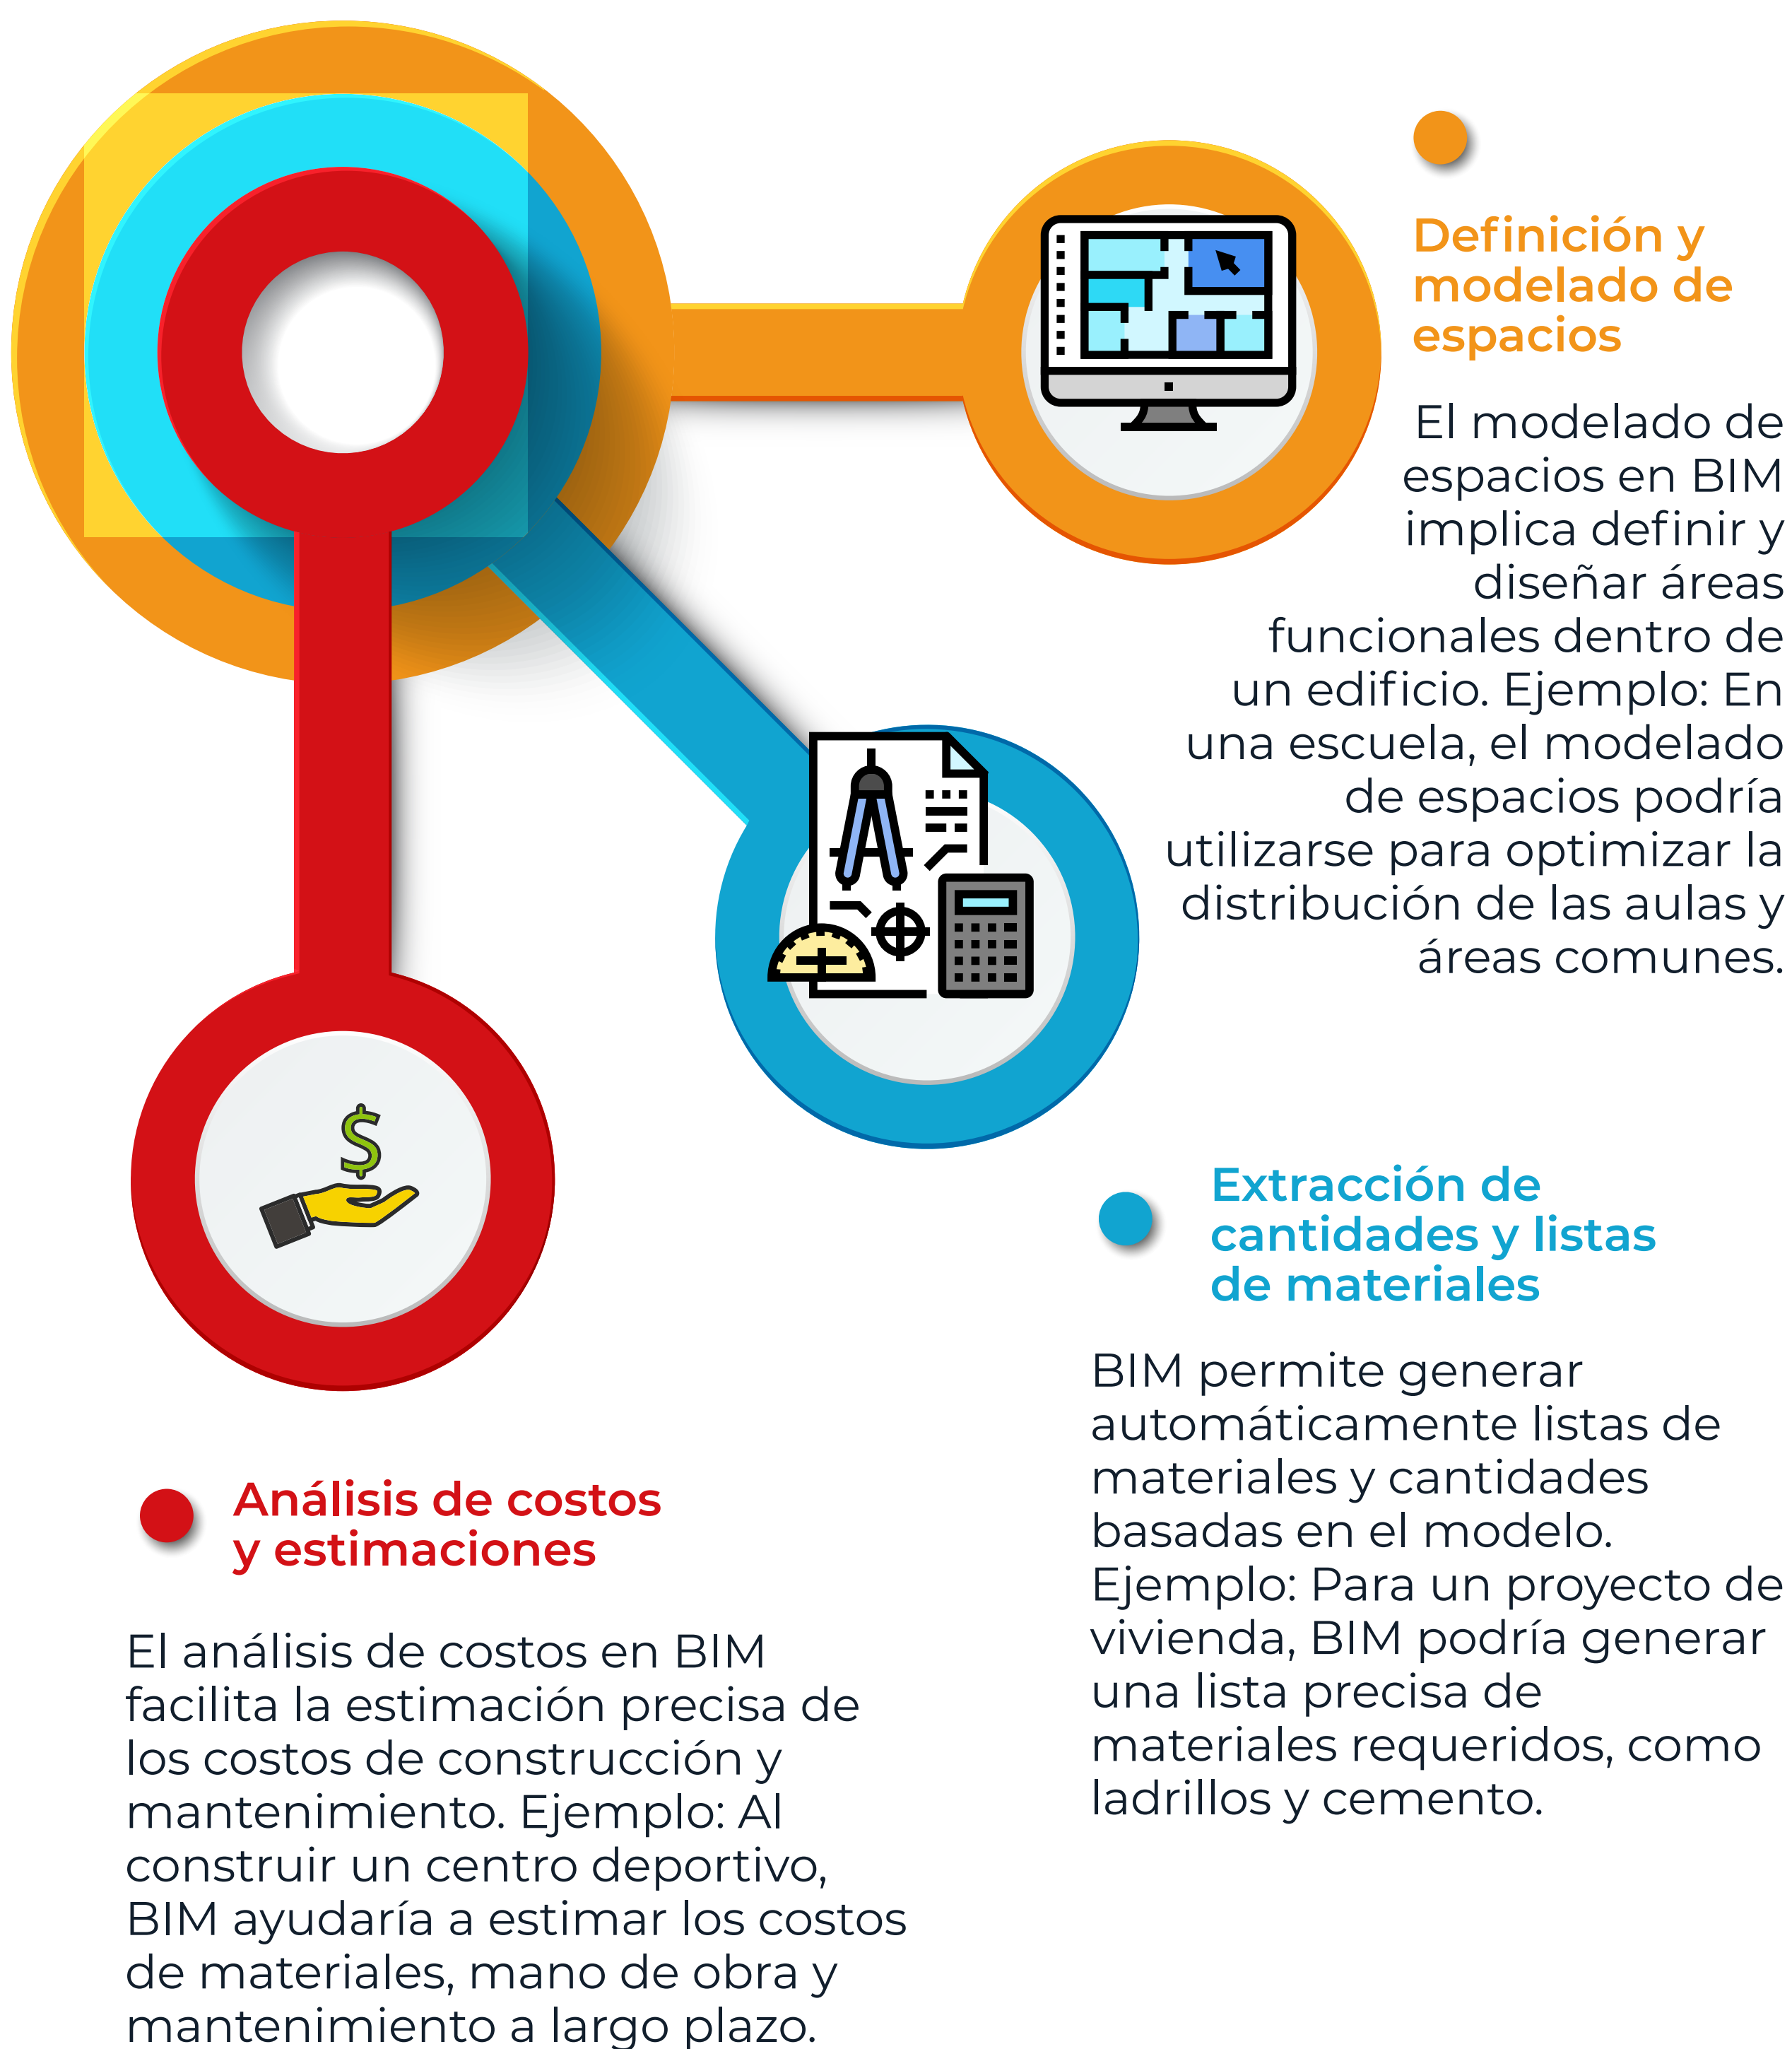 Definición y
modelado de
espacios
El modelado de
espacios en BIM
implica definir y
diseñar áreas
funcionales dentro de
un edificio. Ejemplo: En
una escuela, el modelado
de espacios podría
utilizarse para optimizar la
distribución de las aulas y
áreas comunes.
Extracción de
cantidades y listas
de materiales
BIM permite generar
automáticamente listas de
materiales y cantidades
basadas en el modelo.
Ejemplo: Para un proyecto de
vivienda, BIM podría generar
una lista precisa de
materiales requeridos, como
ladrillos y cemento.
$
Análisis de costos
y estimaciones
El análisis de costos en BIM
facilita la estimación precisa de
los costos de construcción y
mantenimiento. Ejemplo: Al
construir un centro deportivo,
BIM ayudaría a estimar los costos
de materiales, mano de obra y
mantenimiento a largo plazo.